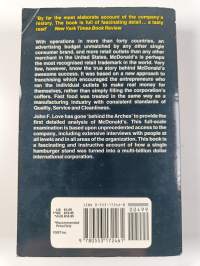 'By far the most elaborate account of the company's
history. The book is full of fascinating detail ... a tasty
read!' New York Times Book Review
With operations in more than forty countries, an
advertising budget unmatched by any other single
consumer brand, and more retail outlets than any other
merchant in the United States, McDonald's is perhaps
the most recognised retail trademark in the world. Very
few, however, know the true story behind McDonald's
awesome success. It was based on a new approach to
franchising which encouraged the entrepreneurs who
ran the individual outlets to make real money for
themselves, rather than simply filling the corporation's
coffers. Fast food was treated in the same way as a
manufacturing industry with consistent standards of
Quality, Service and Cleanliness.
John F. Love has gone 'behind the Arches' to provide the
first detailed analysis of McDonald's. This full-scale
examination is based upon unprecedented access to the
company, including extensive interviews with people at
all levels and in all areas of the organization. This book is
a fascinating and instructive account of how a single
hamburger stand was turned into a multi-billion dollar
international corporation.
9 780553 172461